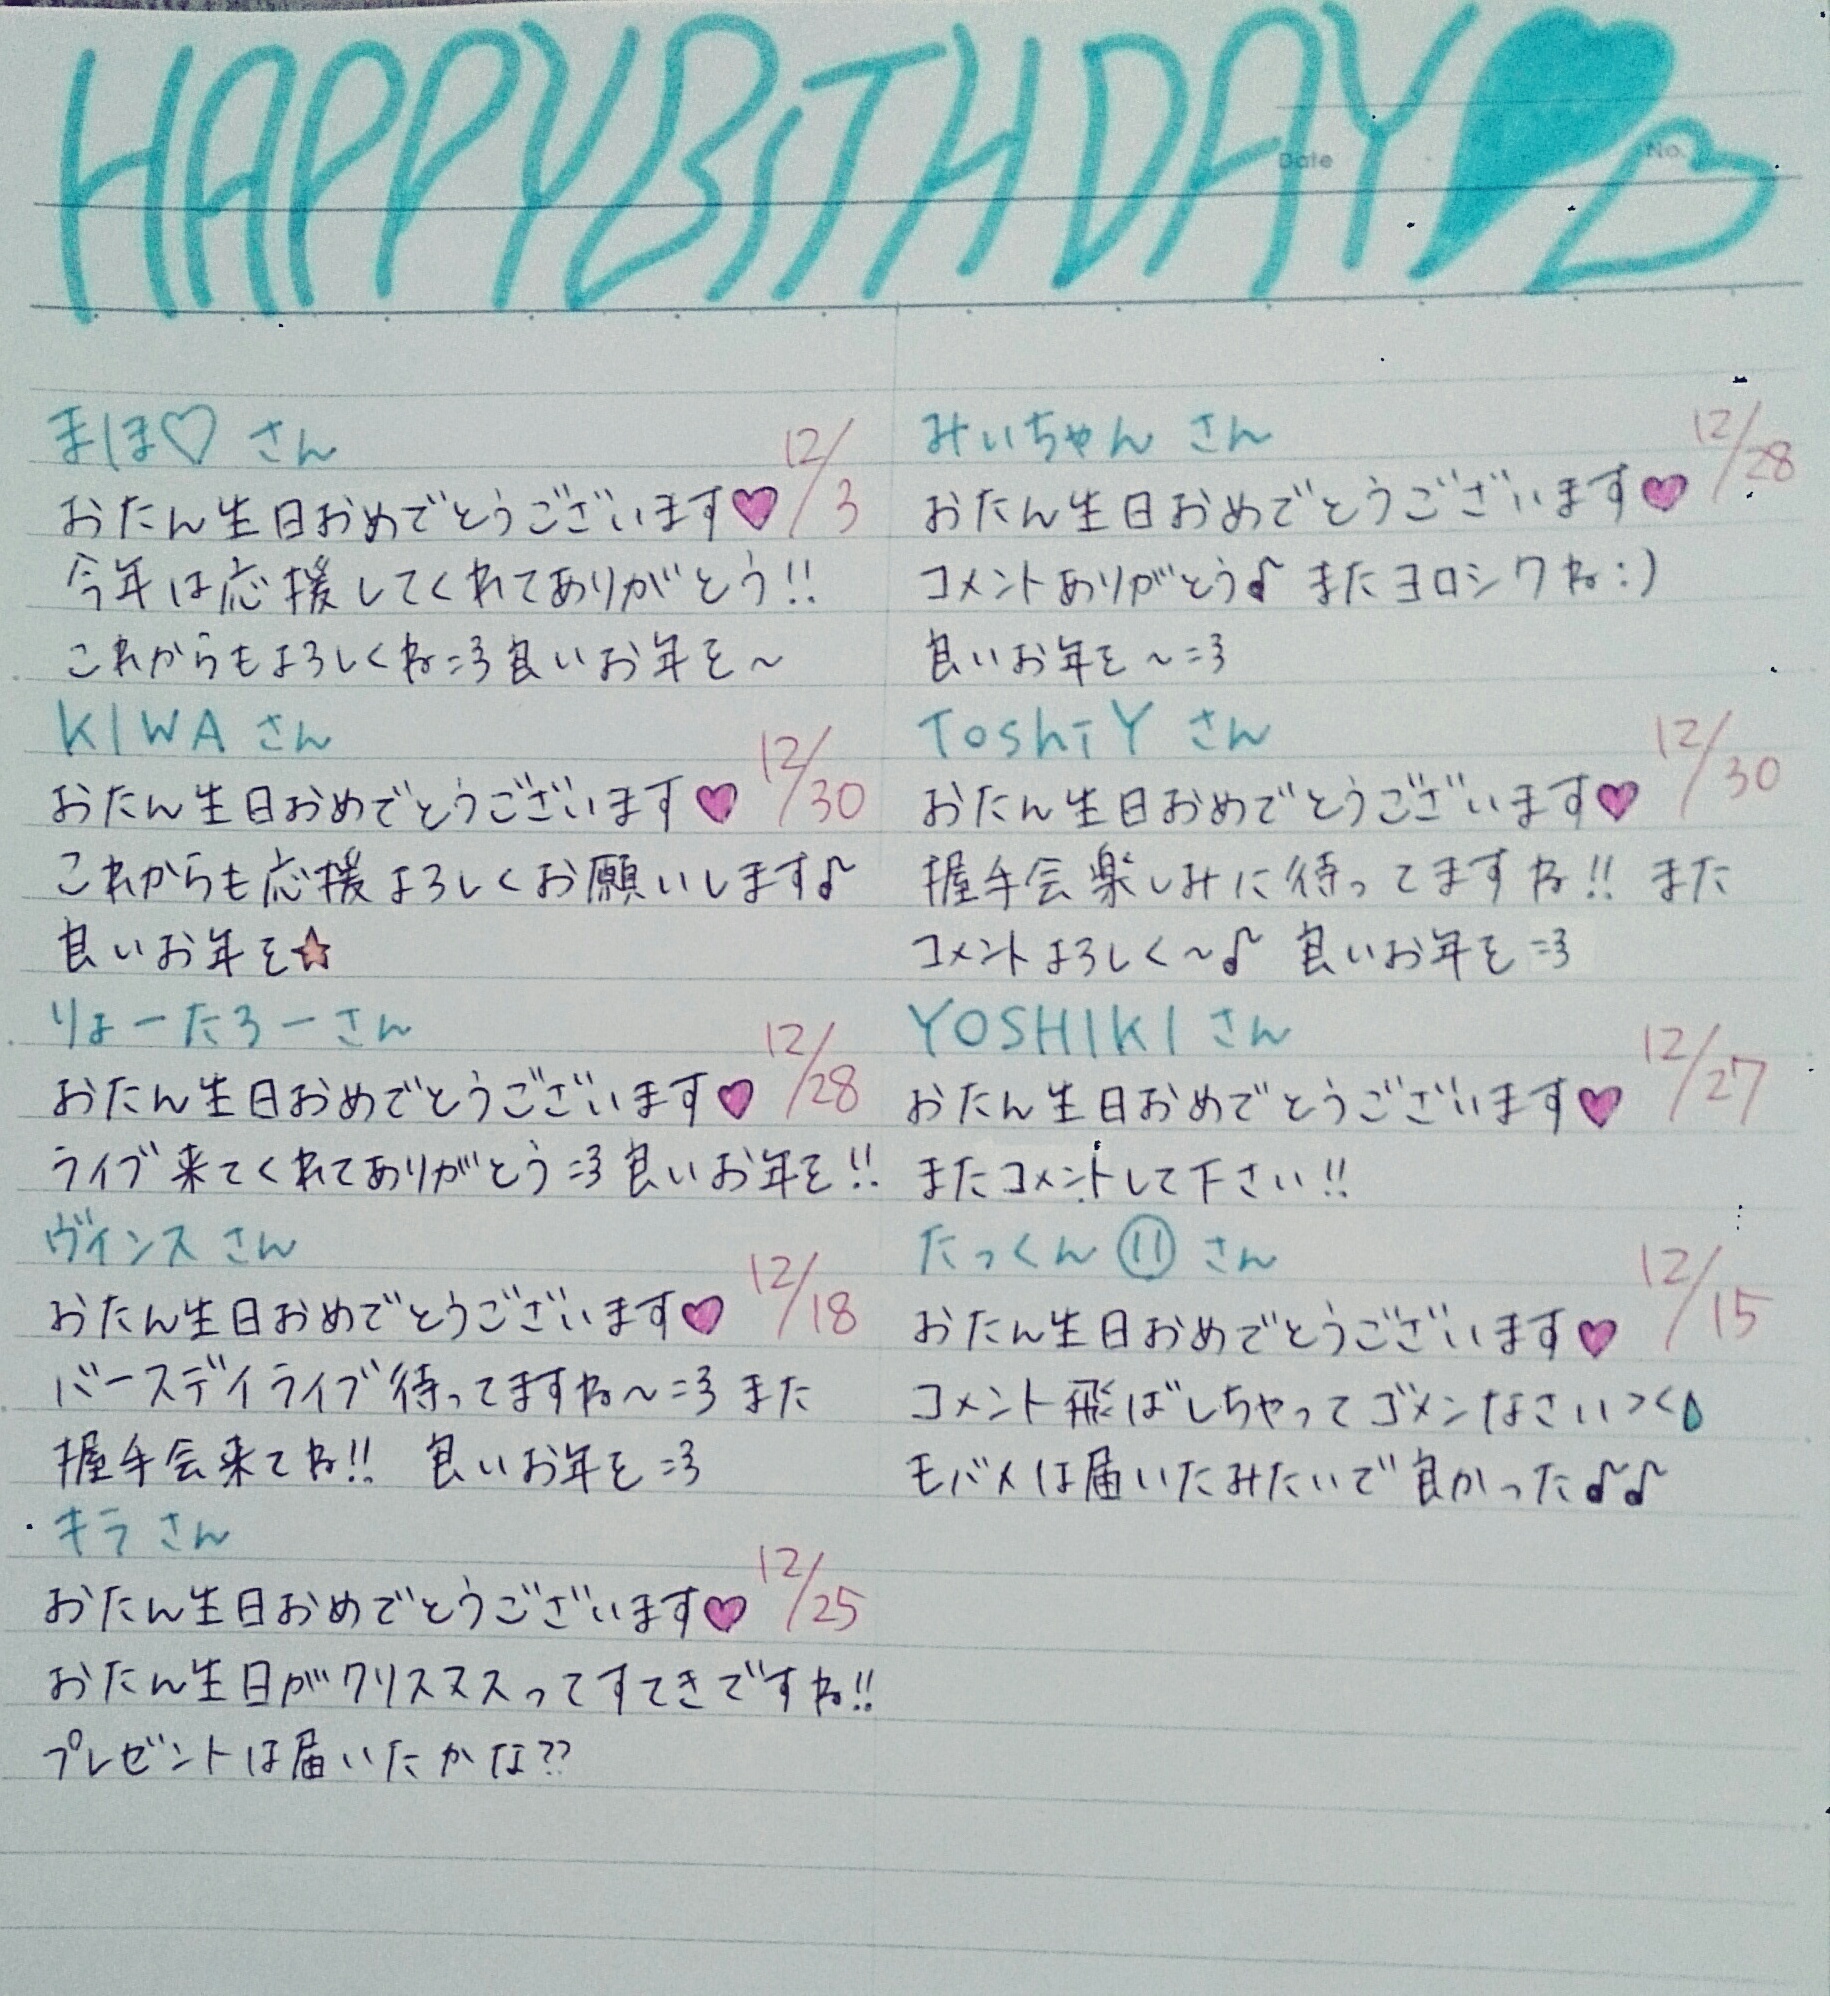 HAPPYBiTHDAY
Date
No.
まほ♡ さん 12/3
おたん生日おめでとうございます♥
今年は応援してくれてありがとう!!
これからもよろしくね=3 良いお年を〜
KIWA さん 12/30
おたん生日おめでとうございます♥
これからも応援よろしくお願いします♪
良いお年を☆
りょーたろーさん 12/28
おたん生日おめでとうございます♥
ライブ来てくれてありがとう=3 良いお年を!!
ヴィンス さん 12/18
おたん生日おめでとうございます♥
バースデイライブ待ってますね〜=3 また
握手会来てね!! 良いお年を=3
キラ さん 12/25
おたん生日おめでとうございます♥
おたん生日がクリスマスってすてきですね!!
プレゼントは届いたかな??
みぃちゃん さん 12/28
おたん生日おめでとうございます♥
コメントありがとう♪ またヨロシクね:)
良いお年を〜=3
ToshiY さん 12/30
おたん生日おめでとうございます♥
握手会楽しみに待ってますね!! また
コメントよろしく〜♪ 良いお年を=3
YOSHIKI さん 12/27
おたん生日おめでとうございます♥
またコメントして下さい!!
たっくん⑪ さん 12/15
おたん生日おめでとうございます♥
コメント飛ばしちゃってゴメンなさい><
モバメは届いたみたいで良かった♪♪